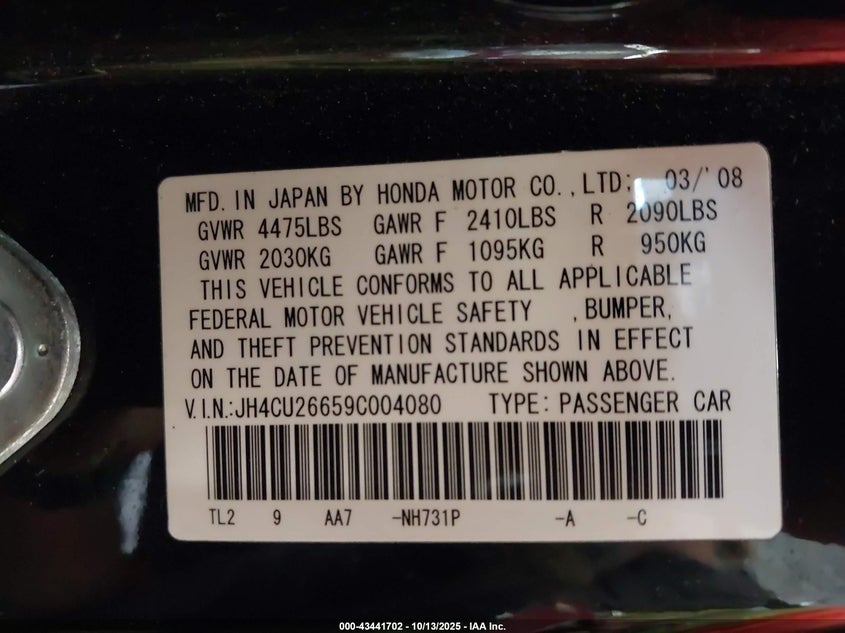 MFD. IN JAPAN BY HONDA MOTOR CO., LTD; 03/'08
GVWR 4475LBS GAWR F 2410LBS R 2090LBS
GVWR 2030KG GAWR F 1095KG R 950KG
THIS VEHICLE CONFORMS TO ALL APPLICABLE
FEDERAL MOTOR VEHICLE SAFETY , BUMPER,
AND THEFT PREVENTION STANDARDS IN EFFECT
ON THE DATE OF MANUFACTURE SHOWN ABOVE.
V.I.N.:JH4CU26659C004080 TYPE: PASSENGER CAR
TL2 9 AA7 -NH731P -A -C
000-43441702 - 10/13/2025 - IAA Inc.